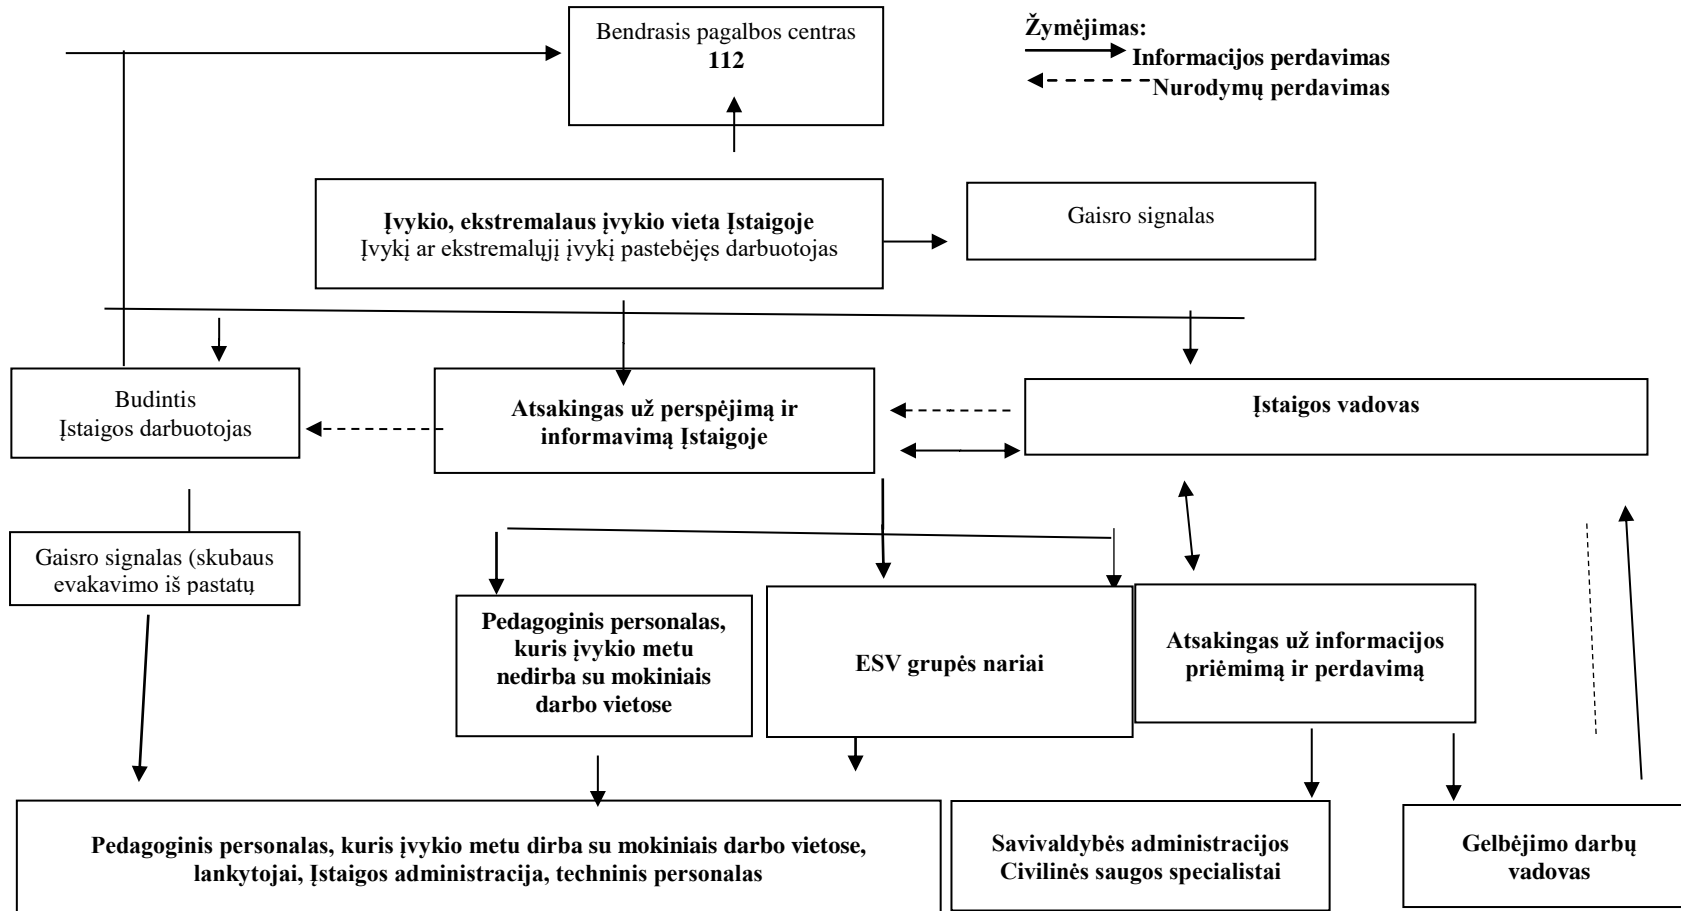 Bendrasis pagalbos centras
112
Žymėjimas:
Informacijos perdavimas
Nurodymų perdavimas
Įvykio, ekstremalaus įvykio vieta Įstaigoje
Įvykį ar ekstremalųjį įvykį pastebėjęs darbuotojas
Gaisro signalas
Budintis
Įstaigos darbuotojas
Atsakingas už perspėjimą ir
informavimą Įstaigoje
Įstaigos vadovas
Gaisro signalas (skubaus
evakavimo iš pastatų
Pedagoginis personalas,
kuris įvykio metu
nedirba su mokiniais
darbo vietose
ESV grupės nariai
Atsakingas už informacijos
priėmimą ir perdavimą
Pedagoginis personalas, kuris įvykio metu dirba su mokiniais darbo vietose,
lankytojai, Įstaigos administracija, techninis personalas
Savivaldybės administracijos
Civilinės saugos specialistai
Gelbėjimo darbų
vadovas